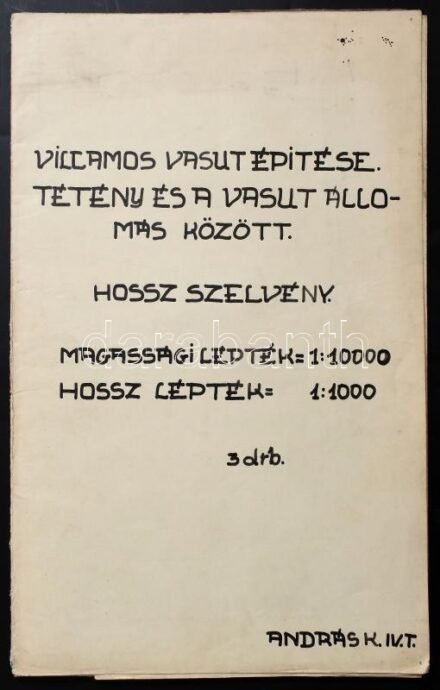 VILLAMOS VASUT ÉPITÉSE.
TÉTÉNY ÉS A VASUT ÁLLO-
MÁS KÖZÖTT.
HOSSZ SZELVÉNY.
MAGASSÁGI LÉPTÉK= 1:10000
HOSSZ LÉPTÉK= 1:1000
darabanth
3 drb.
ANDRÁS K. IV.T.